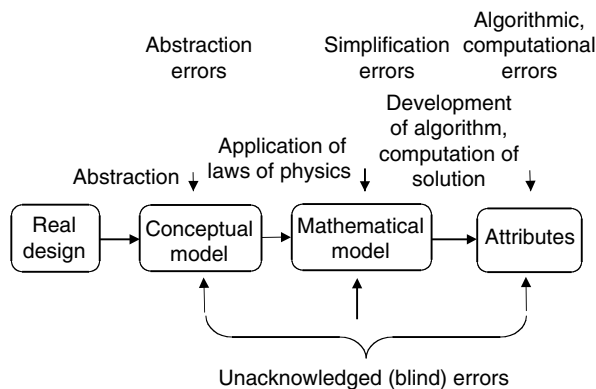 Abstraction
errors
Simplification
errors
Algorithmic,
computational
errors
Abstraction
Application of
laws of physics
Development
of algorithm,
computation of
solution
Real
design
Conceptual
model
Mathematical
model
Attributes
Unacknowledged (blind) errors